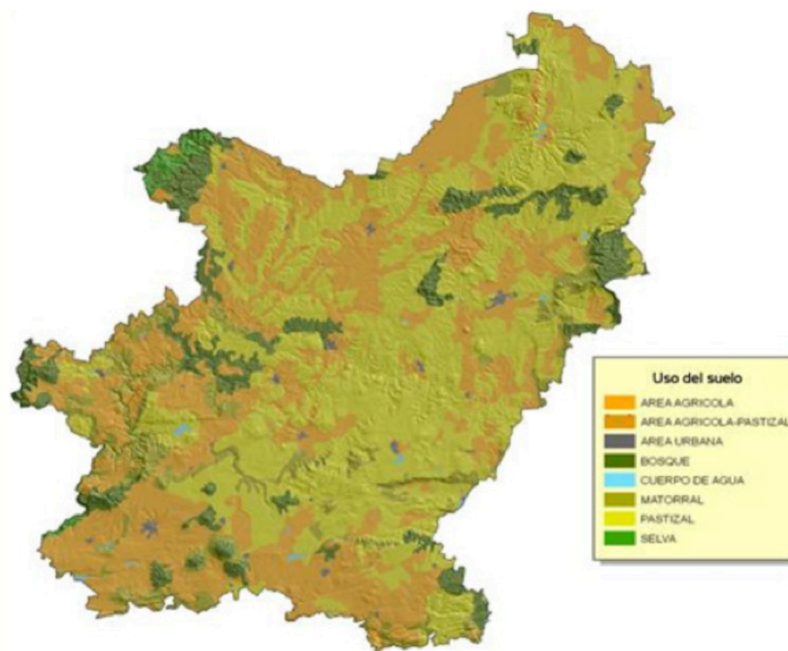 Uso del suelo
AREA AGRICOLA
AREA AGRICOLA-PASTIZAL
AREA URBANA
BOSQUE
CUERPO DE AGUA
MATORRAL
PASTIZAL
SELVA